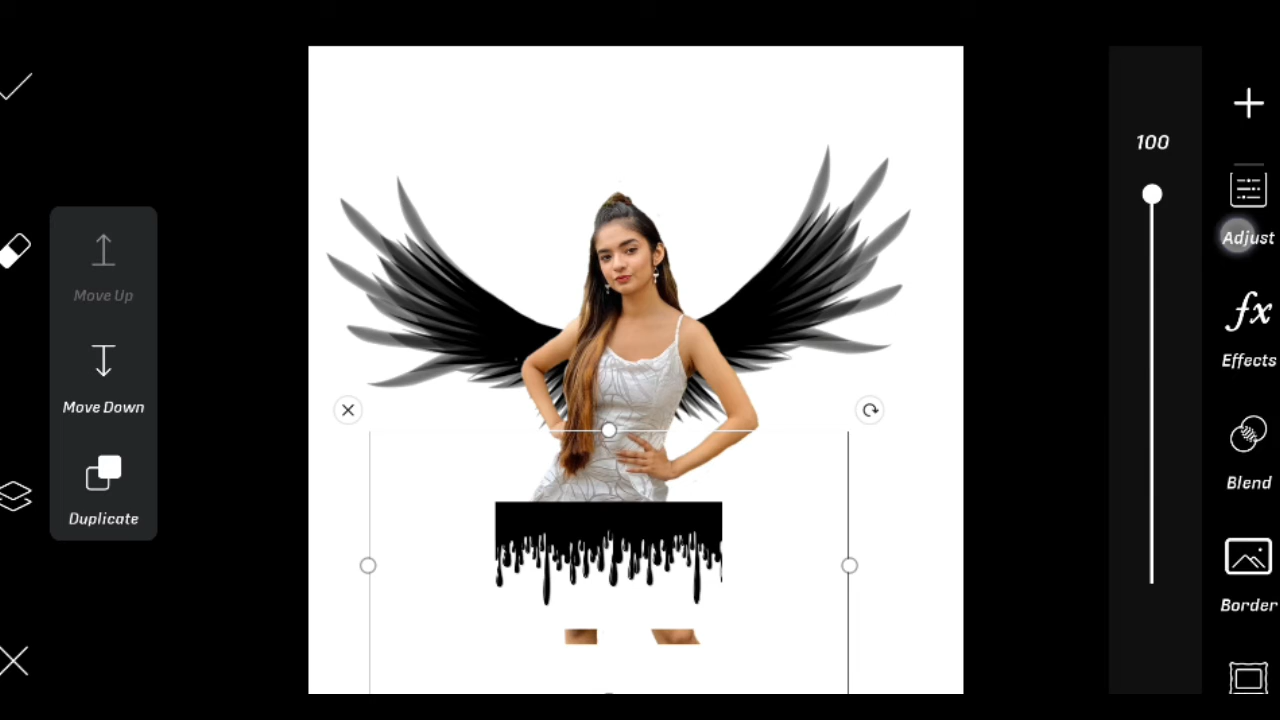 Move Up
Move Down
Duplicate
100
Adjust
fx
Effects
Blend
Border